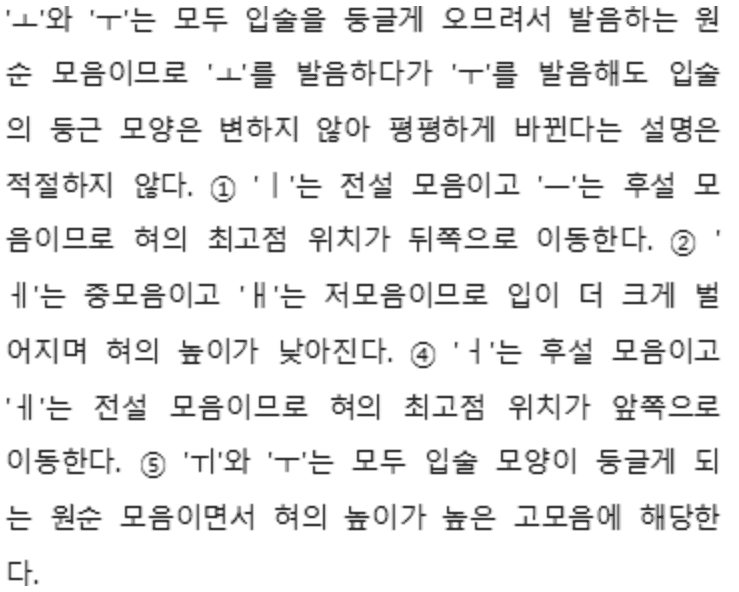 'ㅗ'와 'ㅜ'는 모두 입술을 둥글게 오므려서 발음하는 원
순 모음이므로 'ㅗ'를 발음하다가 'ㅜ'를 발음해도 입술
의 둥근 모양은 변하지 않아 평평하게 바뀐다는 설명은
적절하지 않다. ① 'ㅣ'는 전설 모음이고 'ㅡ'는 후설 모
음이므로 혀의 최고점 위치가 뒤쪽으로 이동한다. ② '
ㅔ'는 중모음이고 'ㅐ'는 저모음이므로 입이 더 크게 벌
어지며 혀의 높이가 낮아진다. ④ 'ㅓ'는 후설 모음이고
'ㅔ'는 전설 모음이므로 혀의 최고점 위치가 앞쪽으로
이동한다. ⑤ 'ㅟ'와 'ㅜ'는 모두 입술 모양이 둥글게 되
는 원순 모음이면서 혀의 높이가 높은 고모음에 해당한
다.